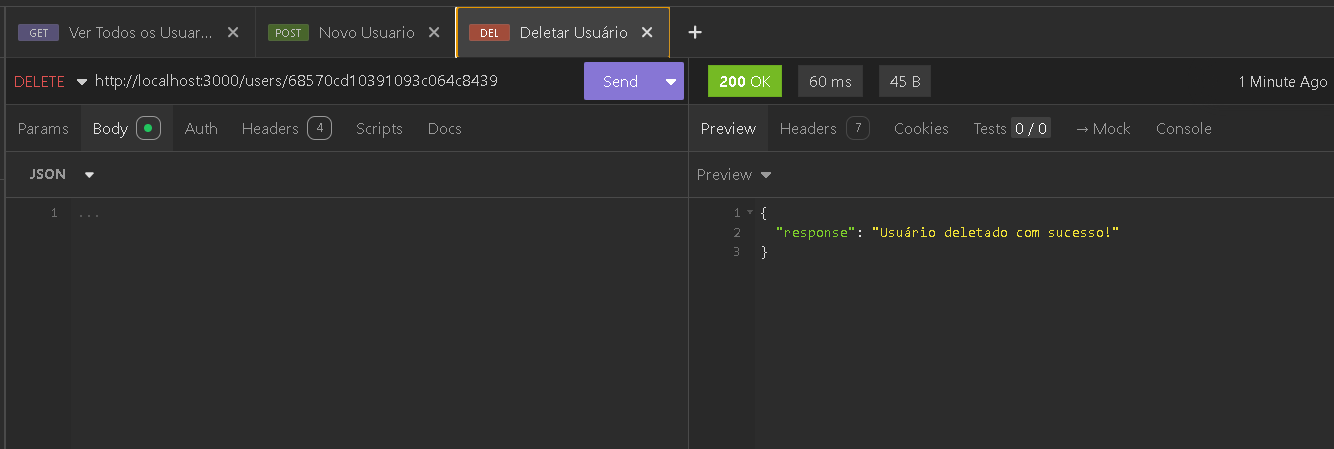 GET Ver Todos os Usuar... POST Novo Usuario DEL Deletar Usuário
DELETE http://localhost:3000/users/68570cd10391093c064c8439 Send 200 OK 60 ms 45 B 1 Minute Ago
Params Body Auth Headers 4 Scripts Docs Preview Headers 7 Cookies Tests 0 / 0 → Mock Console
JSON Preview
1 ...
1 {
2 "response": "Usuário deletado com sucesso!"
3 }